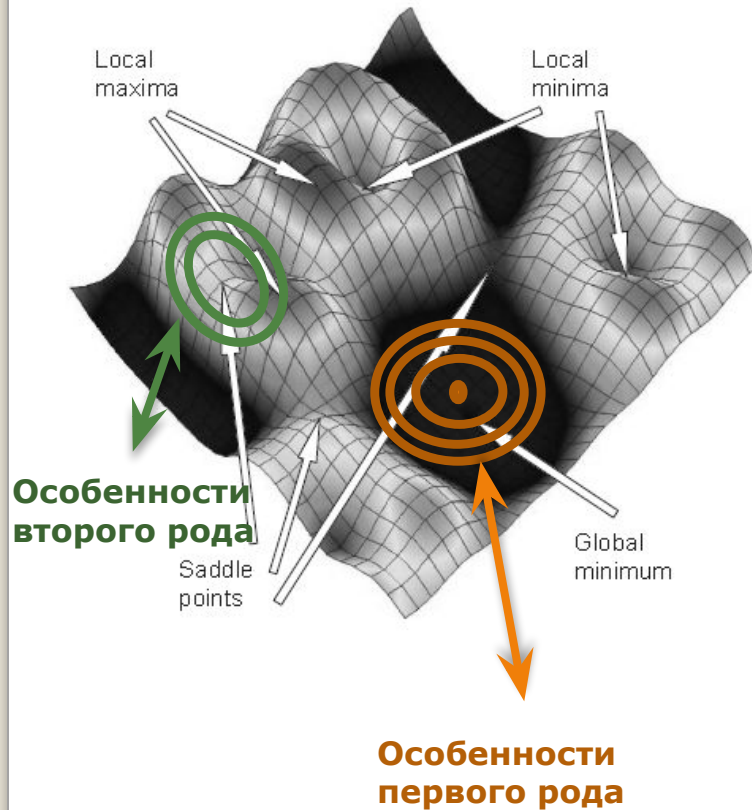 Local
maxima
Local
minima
Особенности
второго рода
Saddle
points
Global
minimum
Особенности
первого рода